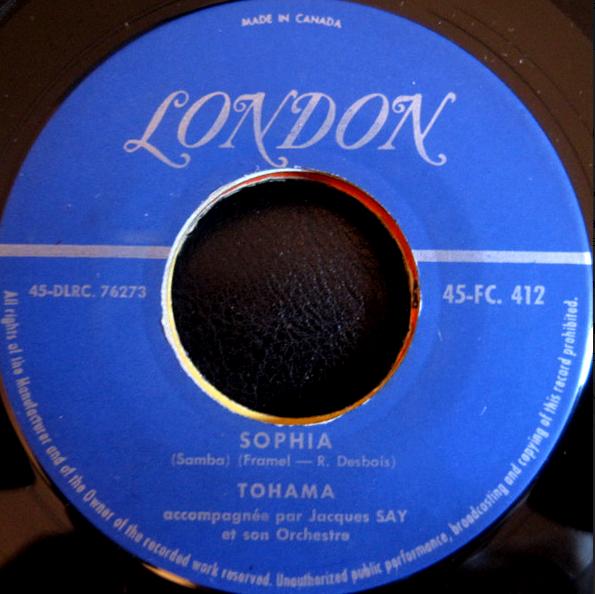 MADE IN CANADA
LONDON
45-DLRC. 76273
45-FC. 412
SOPHIA
(Samba) (Framel — R. Desbois)
TOHAMA
accompagnée par Jacques SAY
et son Orchestre
All rights of the Manufacturer and of the Owner of the recorded work reserved. Unauthorized public performance, broadcasting and copying of this record prohibited.